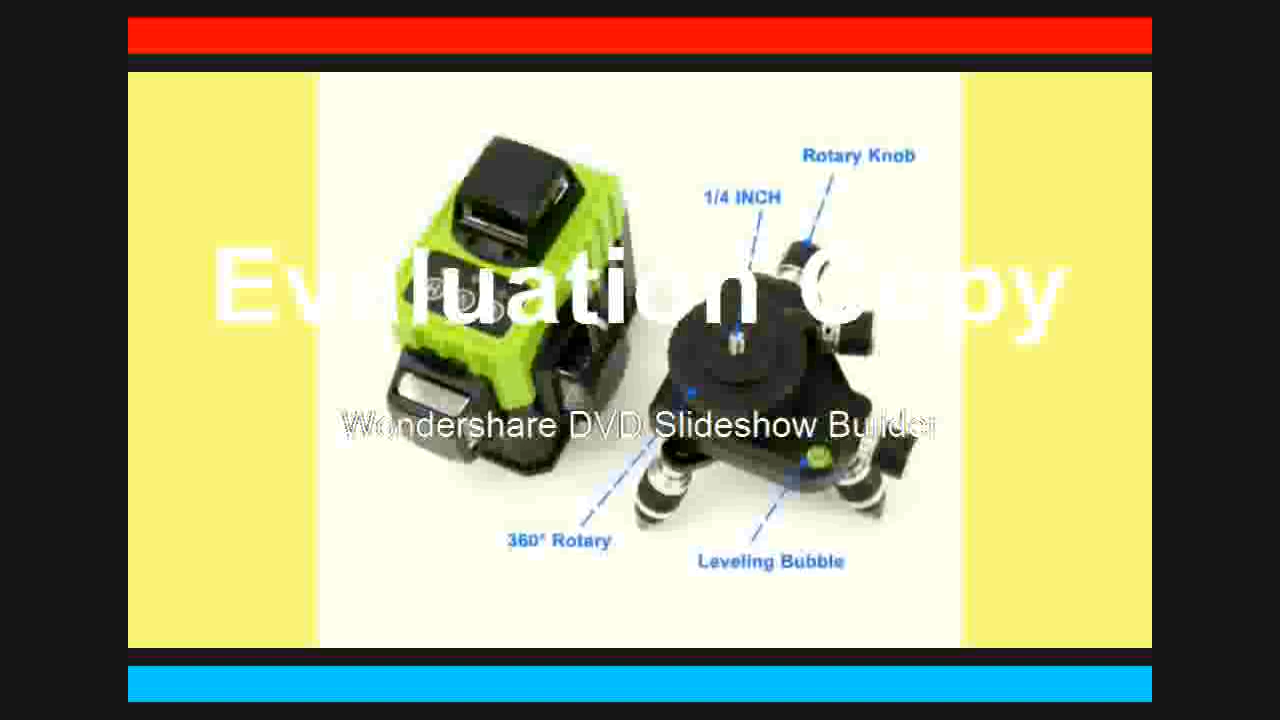 Rotary Knob
1/4 INCH
Evaluation Copy
Wondershare DVD Slideshow Builder
360° Rotary
Leveling Bubble